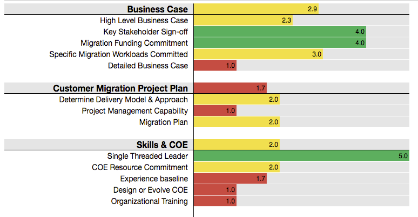 Business Case 2.9
High Level Business Case 2.3
Key Stakeholder Sign-off 4.0
Migration Funding Commitment 4.0
Specific Migration Workloads Committed 3.0
Detailed Business Case 1.0
Customer Migration Project Plan 1.7
Determine Delivery Model & Approach 2.0
Project Management Capability 1.0
Migration Plan 2.0
Skills & COE 2.0
Single Threaded Leader 5.0
COE Resource Commitment 2.0
Experience baseline 1.7
Design or Evolve COE 1.0
Organizational Training 1.0